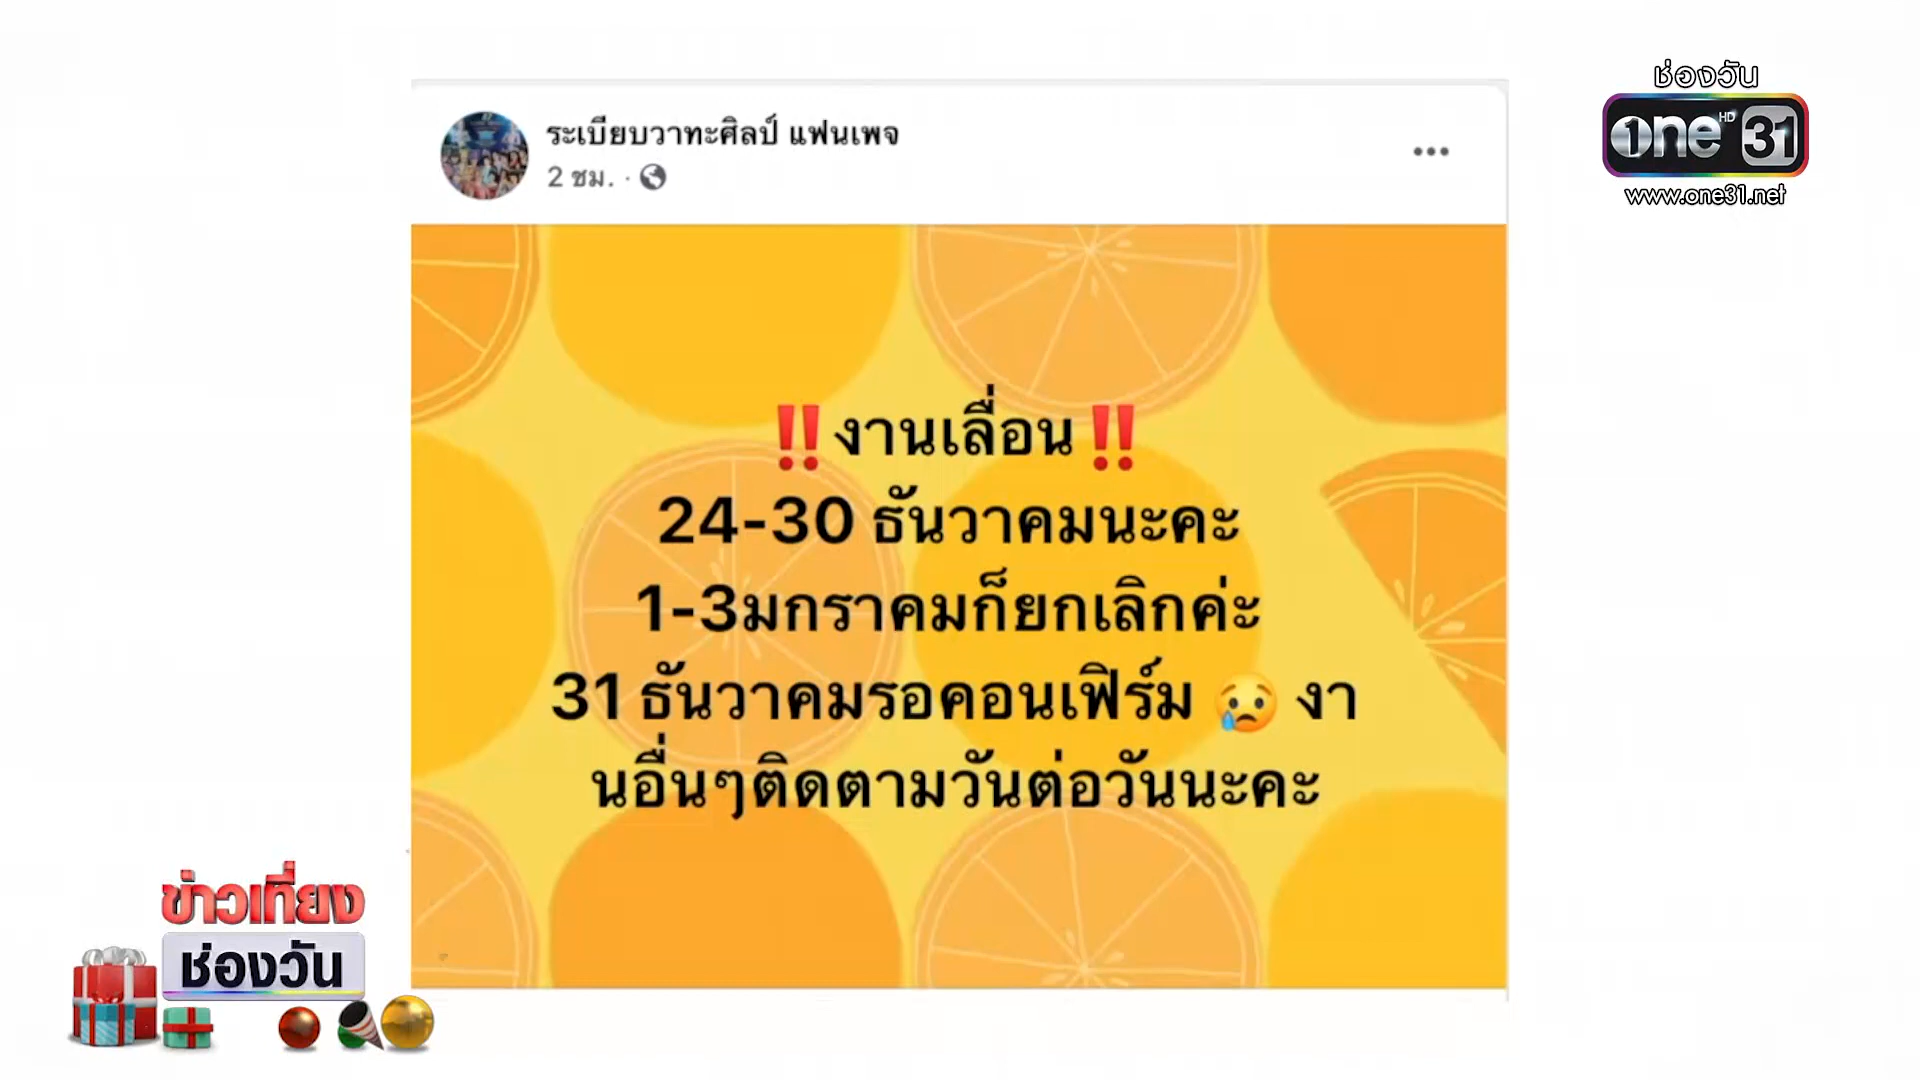 ช่องวัน
one HD 31
www.one31.net
ระเบียบวาทะศิลป์ แฟนเพจ
2 ชม. ·
‼️งานเลื่อน‼️
24-30 ธันวาคมนะคะ
1-3มกราคมก็ยกเลิกค่ะ
31 ธันวาคมรอคอนเฟิร์ม 😢 งา
นอื่นๆติดตามวันต่อวันนะคะ
ข่าวเที่ยง
ช่องวัน